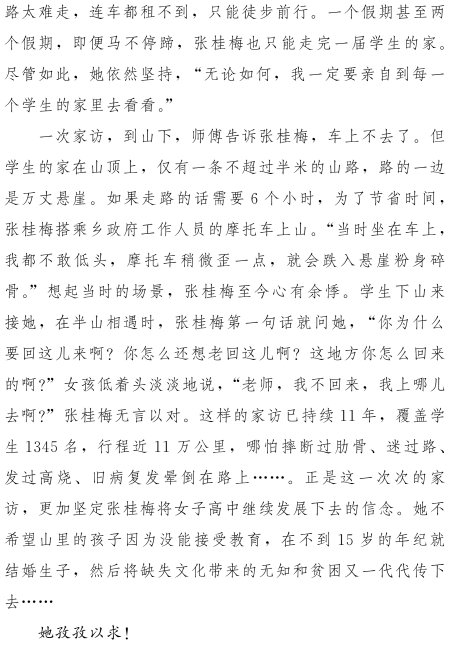 路太难走，连车都租不到，只能徒步前行。一个假期甚至两
个假期，即便马不停蹄，张桂梅也只能走完一届学生的家。
尽管如此，她依然坚持，“无论如何，我一定要亲自到每一
个学生的家里去看看。”
一次家访，到山下，师傅告诉张桂梅，车上不去了。但
学生的家在山顶上，仅有一条不超过半米的山路，路的一边
是万丈悬崖。如果走路的话需要 6 个小时，为了节省时间，
张桂梅搭乘乡政府工作人员的摩托车上山。“当时坐在车上，
我都不敢低头，摩托车稍微歪一点，就会跌入悬崖粉身碎
骨。”想起当时的场景，张桂梅至今心有余悸。学生下山来
接她，在半山相遇时，张桂梅第一句话就问她，“你为什么
要回这儿来啊？你怎么还想老回这儿啊？这地方你怎么回来
的啊？”女孩低着头淡淡地说，“老师，我不回来，我上哪儿
去啊？”张桂梅无言以对。这样的家访已持续 11 年，覆盖学
生 1345 名，行程近 11 万公里，哪怕摔断过肋骨、迷过路、
发过高烧、旧病复发晕倒在路上……。正是这一次次的家
访，更加坚定张桂梅将女子高中继续发展下去的信念。她不
希望山里的孩子因为没能接受教育，在不到 15 岁的年纪就
结婚生子，然后将缺失文化带来的无知和贫困又一代代传下
去……
她孜孜以求！